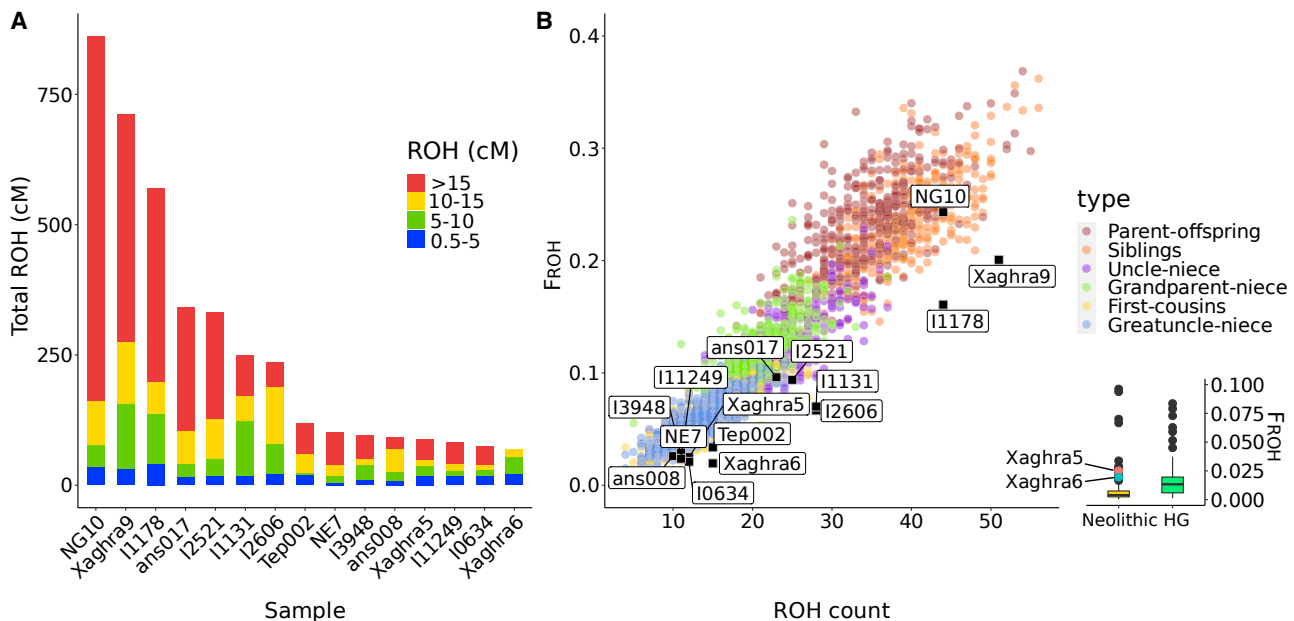 A
Total ROH (cM)
750
500
250
0
ROH (cM)
>15
10-15
5-10
0.5-5
NG10
Xaghra9
I1178
ans017
I2521
I1131
I2606
Tep002
NE7
I3948
ans008
Xaghra5
I11249
I0634
Xaghra6
Sample
B
FROH
0.4
0.3
0.2
0.1
0.0
NG10
Xaghra9
I1178
ans017
I2521
I11249
I1131
I3948
Xaghra5
I2606
NE7
Tep002
Xaghra6
ans008
I0634
10
20
30
40
50
ROH count
type
Parent-offspring
Siblings
Uncle-niece
Grandparent-niece
First-cousins
Greatuncle-niece
0.100
0.075
0.050
0.025
0.000
FROH
Xaghra5
Xaghra6
Neolithic HG